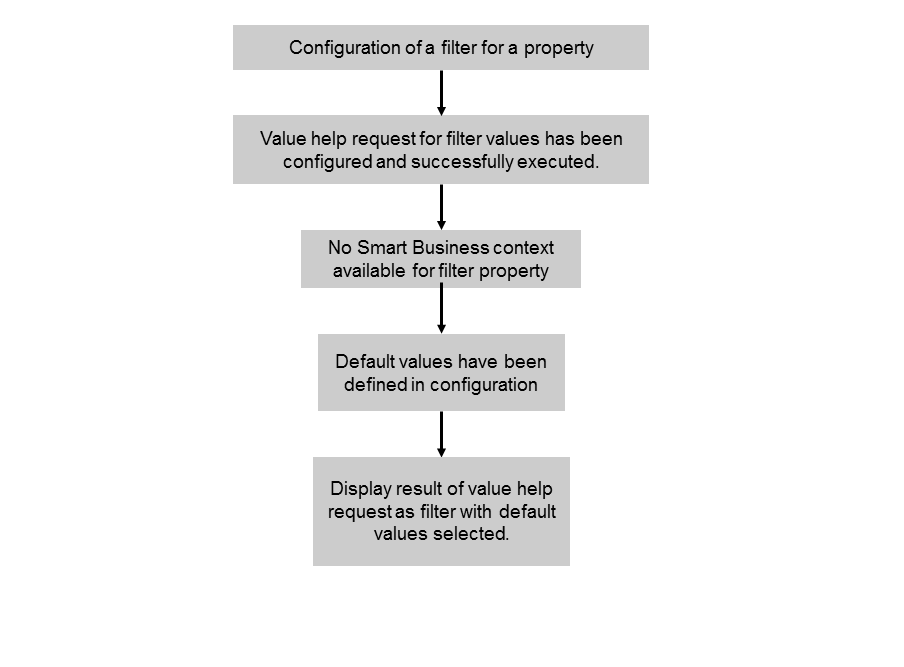 Configuration of a filter for a property
Value help request for filter values has been
configured and successfully executed.
No Smart Business context
available for filter property
Default values have been
defined in configuration
Display result of value help
request as filter with default
values selected.